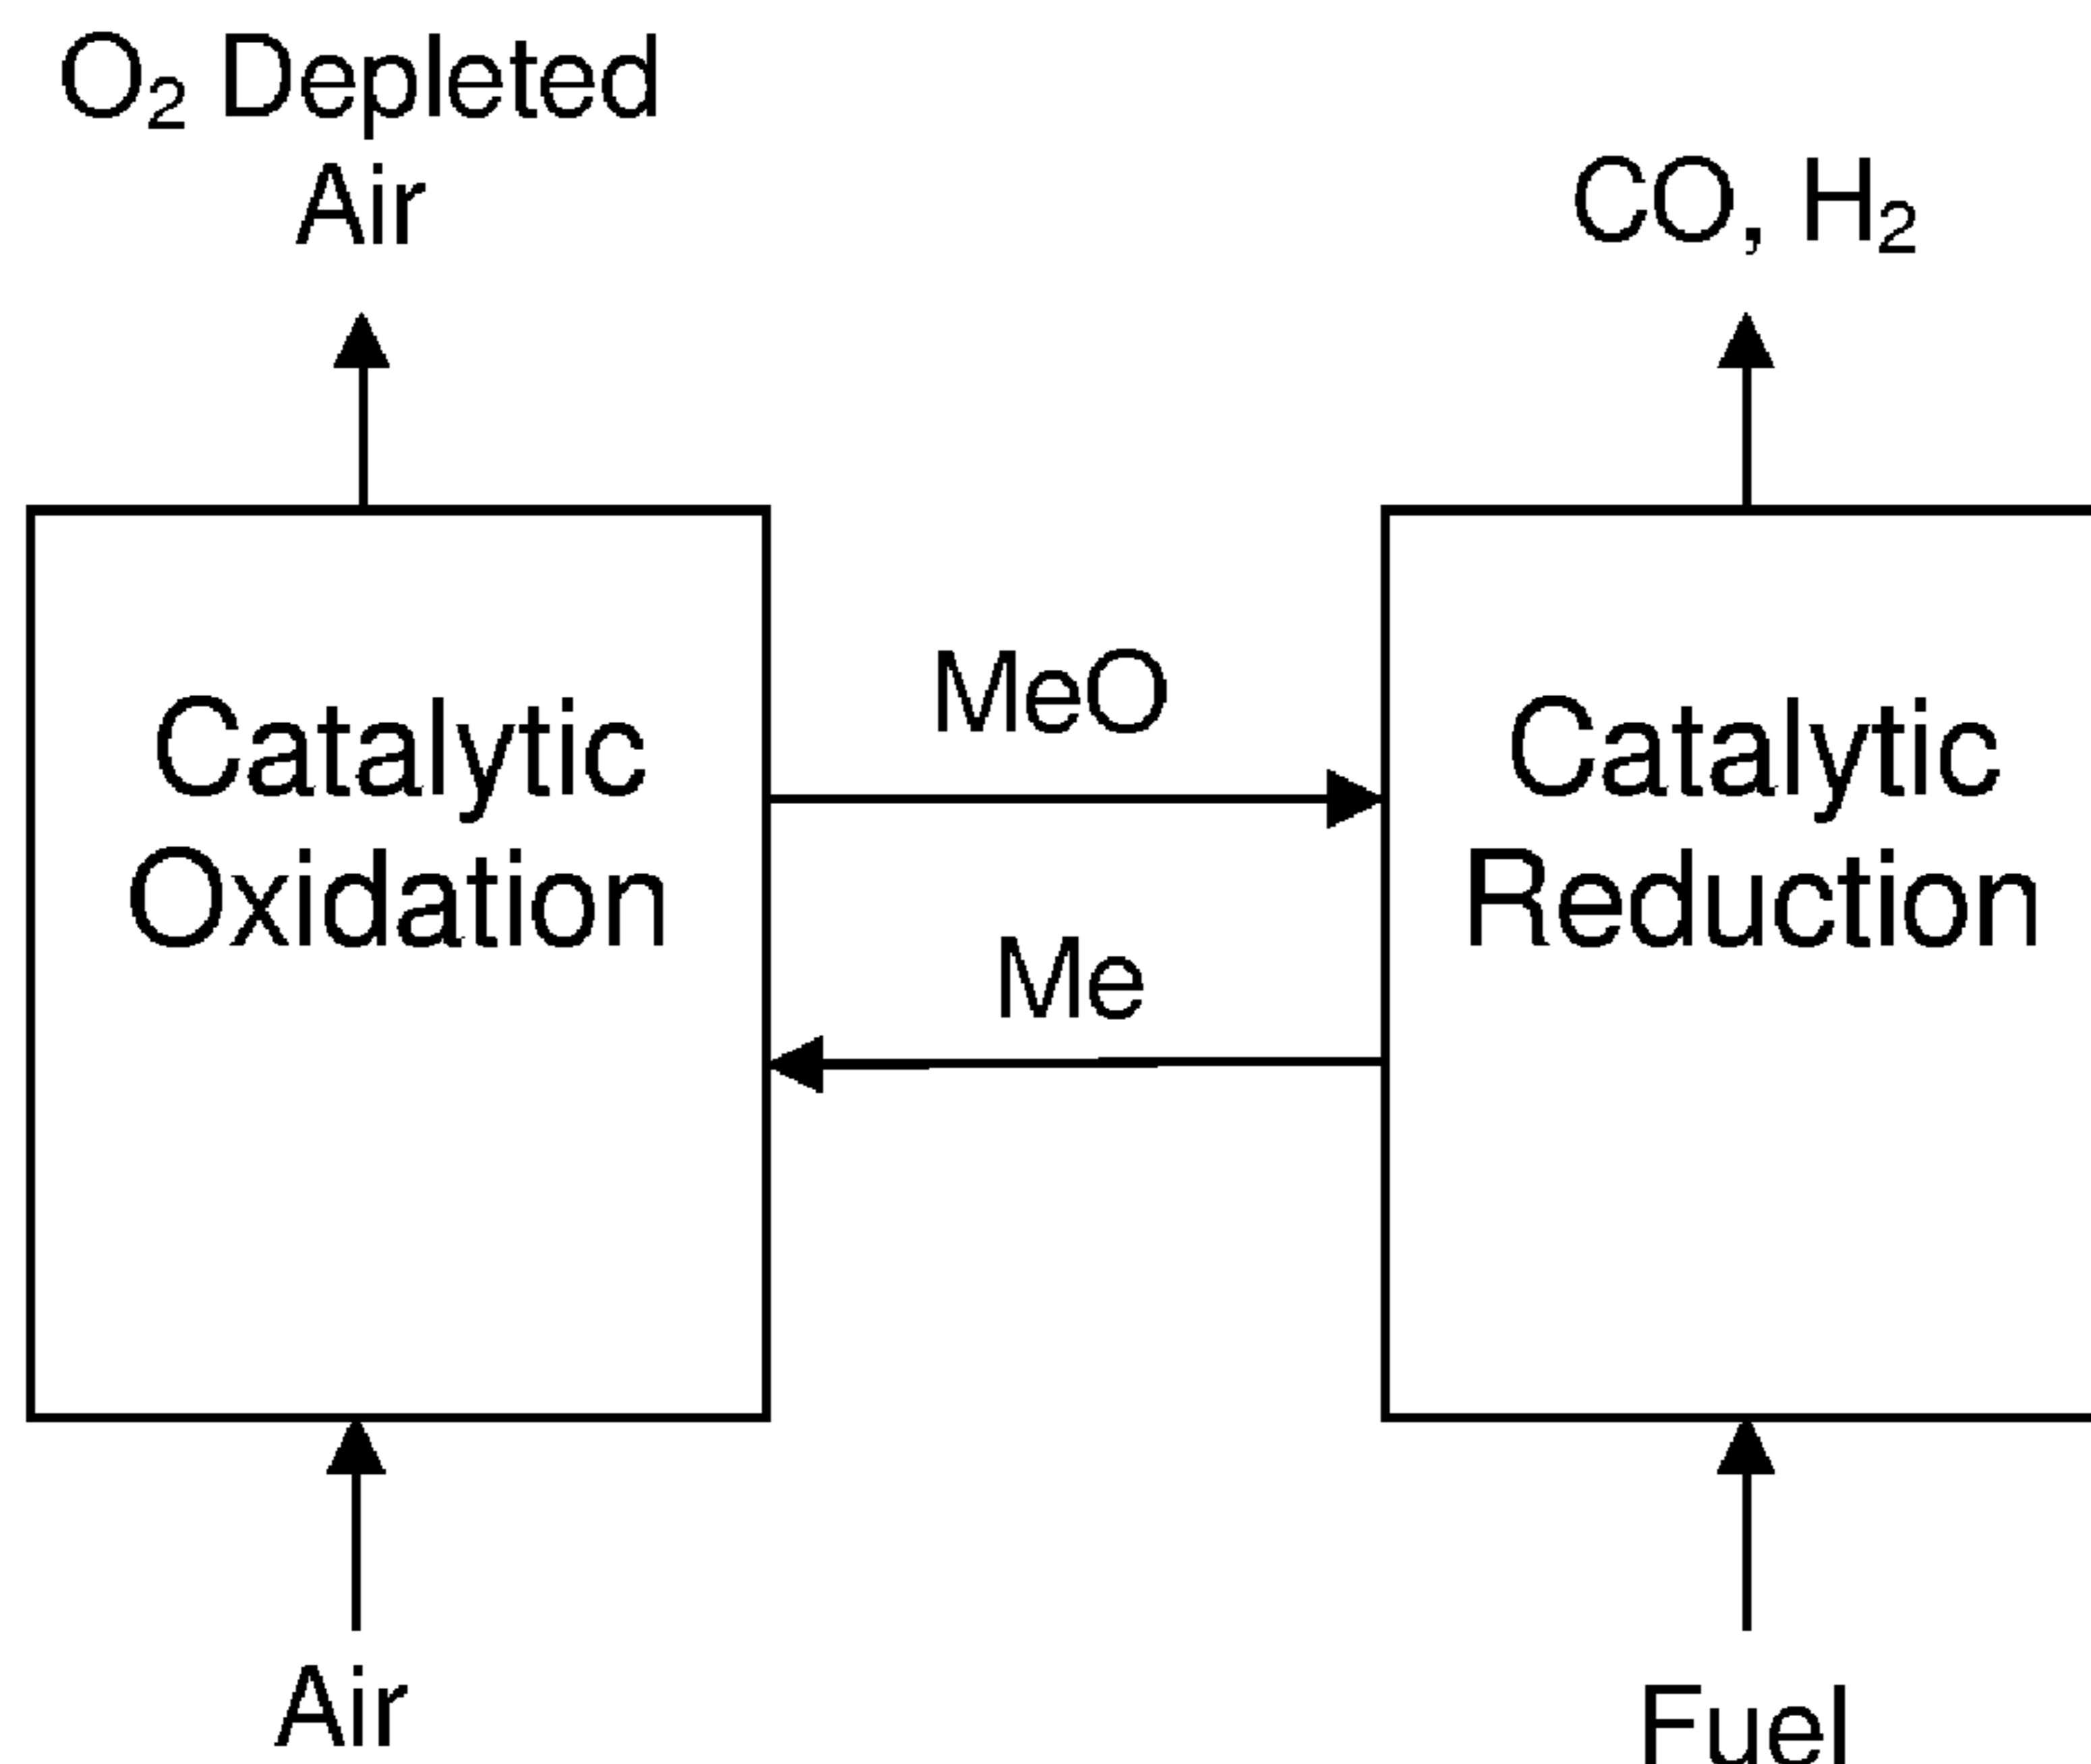 O₂ Depleted
Air
CO, H₂
MeO
Catalytic
Oxidation
Catalytic
Reduction
Me
Air
Fuel